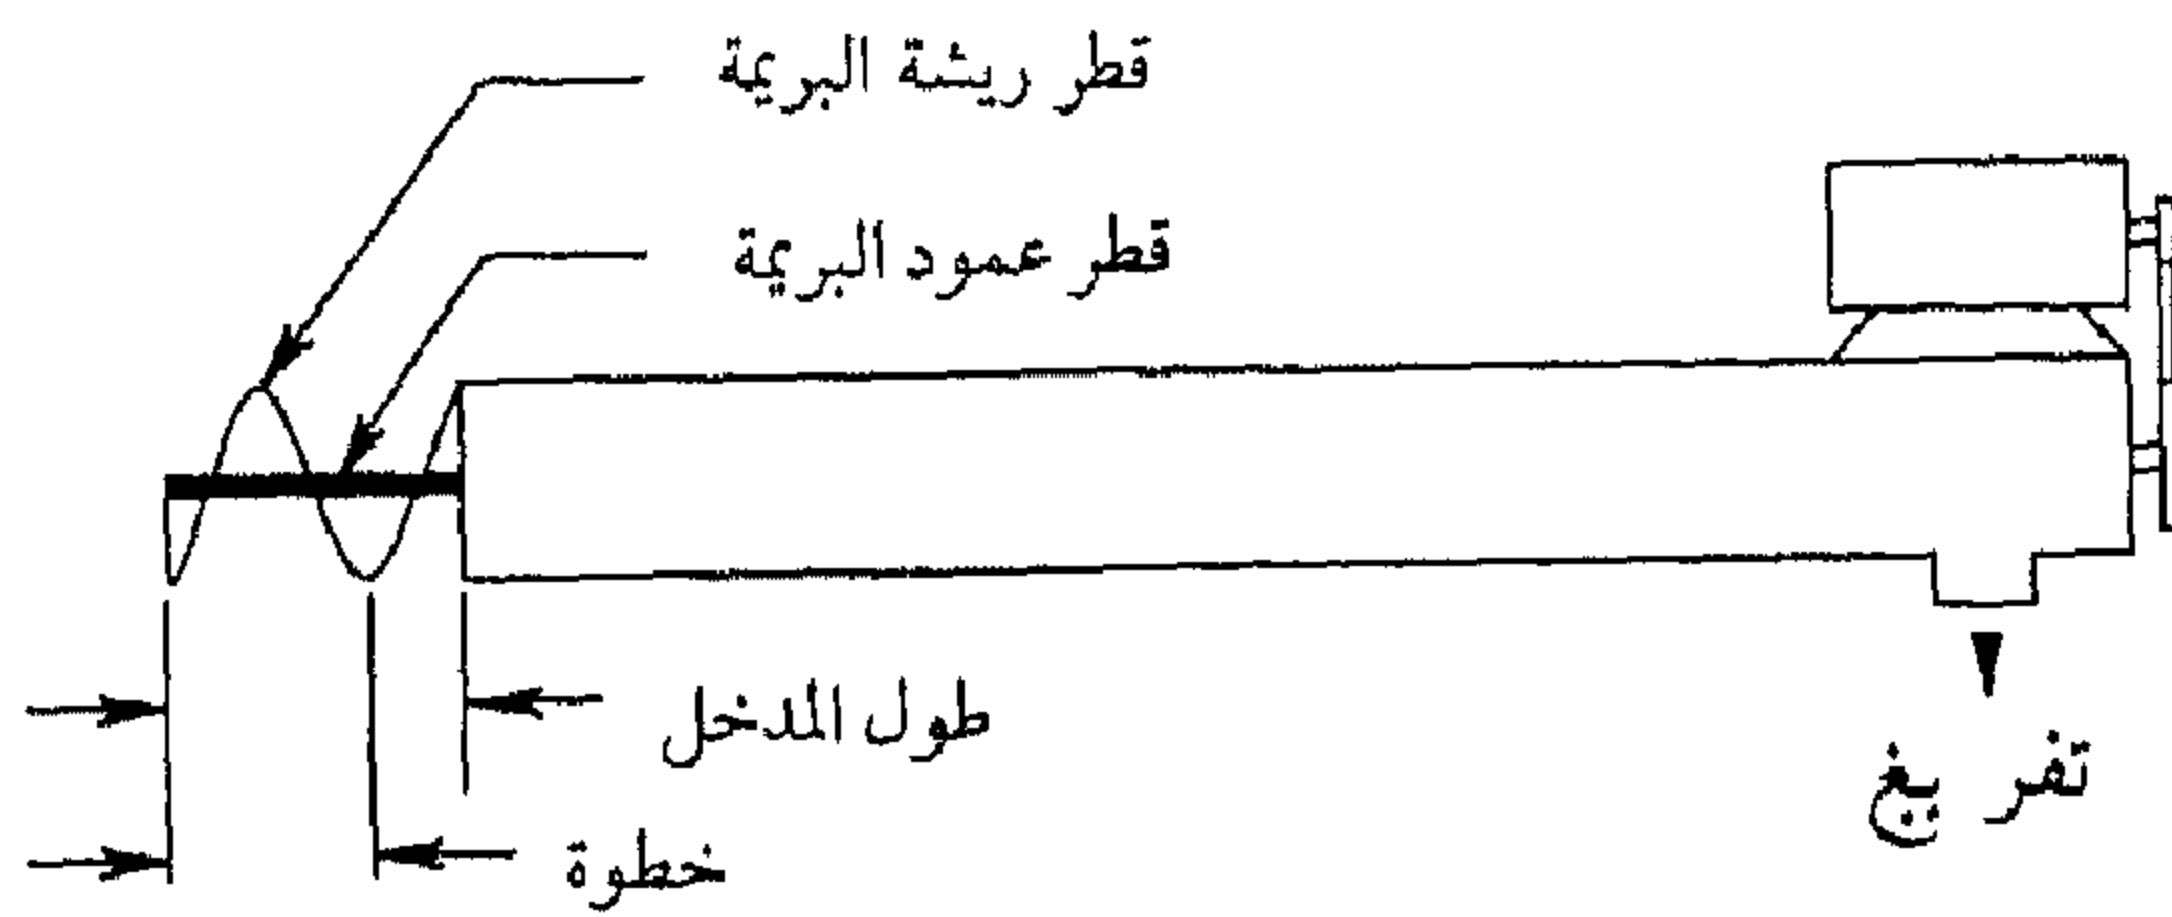 قطر ريشة البريمة
قطر عمود البريمة
طول المدخل
تفريغ
خطوة